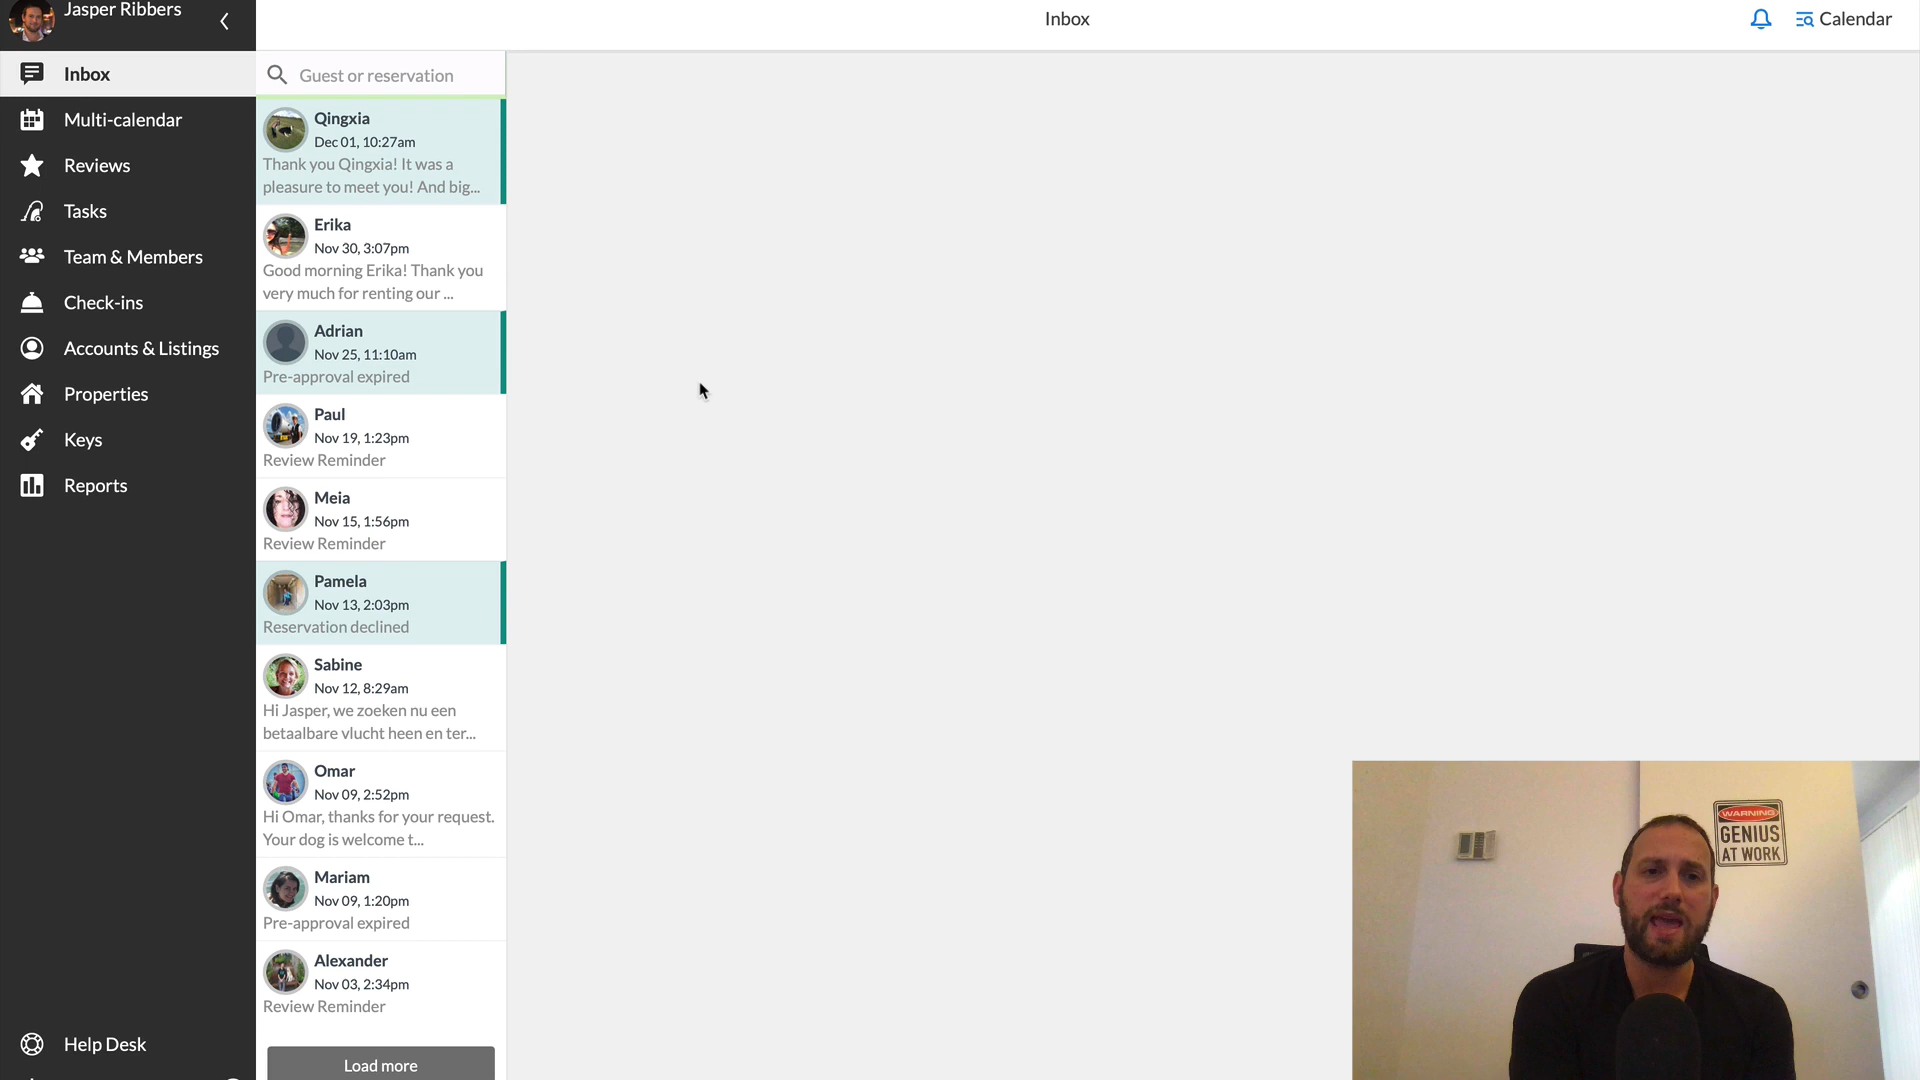 Jasper Ribbers
Inbox
Calendar
Inbox
Multi-calendar
Reviews
Tasks
Team & Members
Check-ins
Accounts & Listings
Properties
Keys
Reports
Help Desk
Guest or reservation
Qingxia
Dec 01, 10:27am
Thank you Qingxia! It was a
pleasure to meet you! And big...
Erika
Nov 30, 3:07pm
Good morning Erika! Thank you
very much for renting our ...
Adrian
Nov 25, 11:10am
Pre-approval expired
Paul
Nov 19, 1:23pm
Review Reminder
Meia
Nov 15, 1:56pm
Review Reminder
Pamela
Nov 13, 2:03pm
Reservation declined
Sabine
Nov 12, 8:29am
Hi Jasper, we zoeken nu een
betaalbare vlucht heen en ter...
Omar
Nov 09, 2:52pm
Hi Omar, thanks for your request.
Your dog is welcome t...
Mariam
Nov 09, 1:20pm
Pre-approval expired
Alexander
Nov 03, 2:34pm
Review Reminder
Load more
WARNING
GENIUS
AT WORK